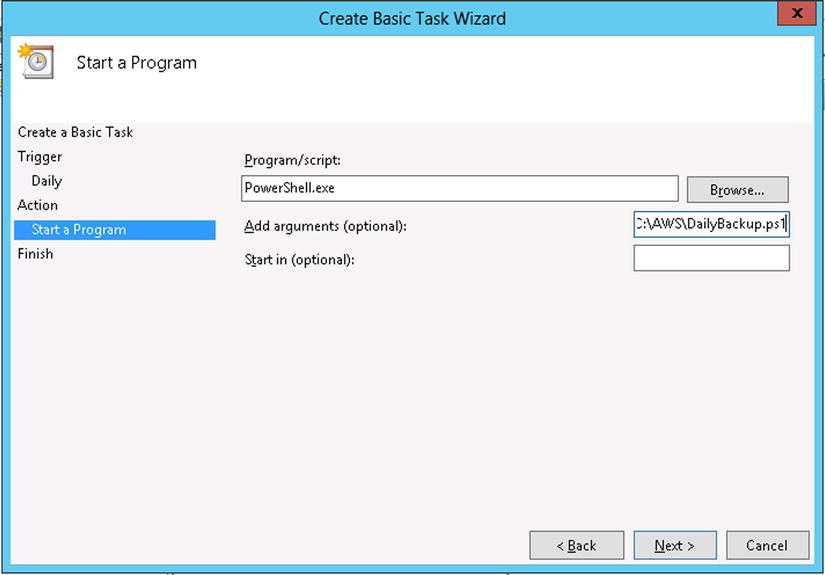 Create Basic Task Wizard
x
Start a Program
Create a Basic Task
Trigger
Daily
Action
Start a Program
Finish
Program/script:
PowerShell.exe
Browse...
Add arguments (optional):
C:\AWS\DailyBackup.ps1
Start in (optional):
< Back
Next >
Cancel